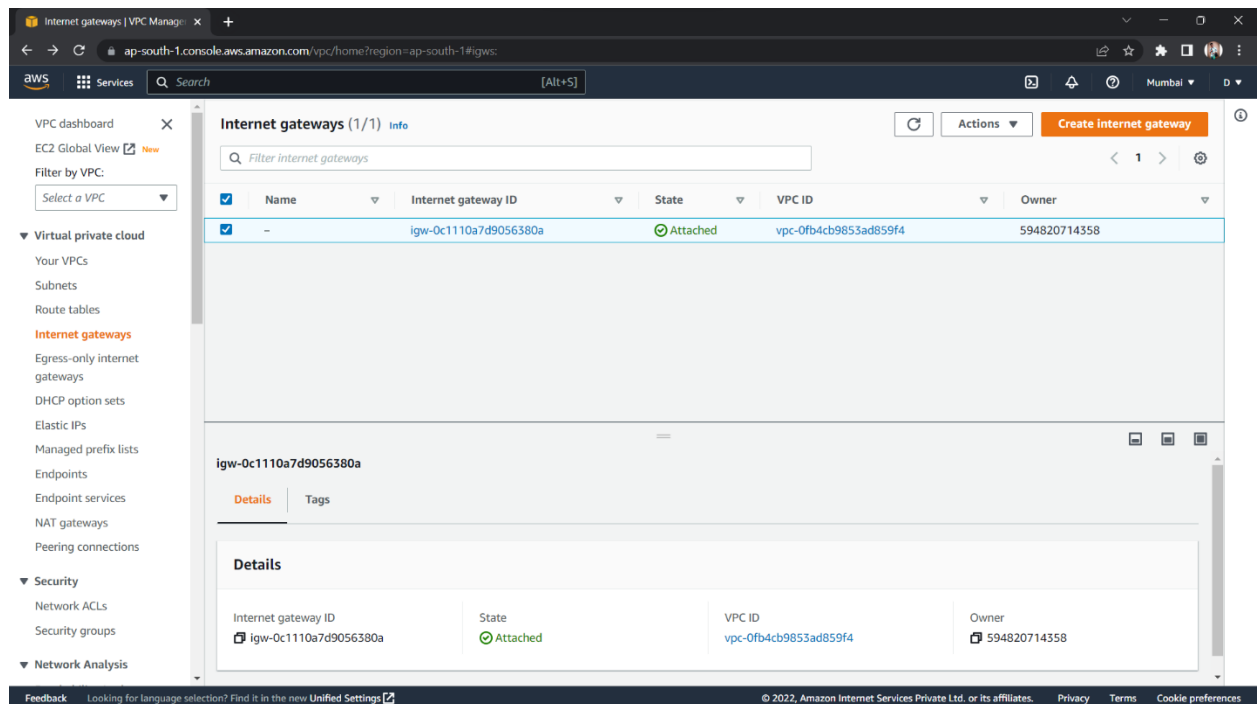 Internet gateways | VPC Manage
ap-south-1.console.aws.amazon.com/vpc/home?region=ap-south-1#igws:
aws Services Search [Alt+S] Mumbai D
VPC dashboard
EC2 Global View New
Filter by VPC:
Select a VPC
Virtual private cloud
Your VPCs
Subnets
Route tables
Internet gateways
Egress-only internet
gateways
DHCP option sets
Elastic IPs
Managed prefix lists
Endpoints
Endpoint services
NAT gateways
Peering connections
Security
Network ACLs
Security groups
Network Analysis
Internet gateways (1/1) Info
Actions Create internet gateway
Filter internet gateways
1
Name Internet gateway ID State VPC ID Owner
– igw-0c1110a7d9056380a Attached vpc-0fb4cb9853ad859f4 594820714358
igw-0c1110a7d9056380a
Details Tags
Details
Internet gateway ID State VPC ID Owner
igw-0c1110a7d9056380a Attached vpc-0fb4cb9853ad859f4 594820714358
Feedback Looking for language selection? Find it in the new Unified Settings © 2022, Amazon Internet Services Private Ltd. or its affiliates. Privacy Terms Cookie preferences